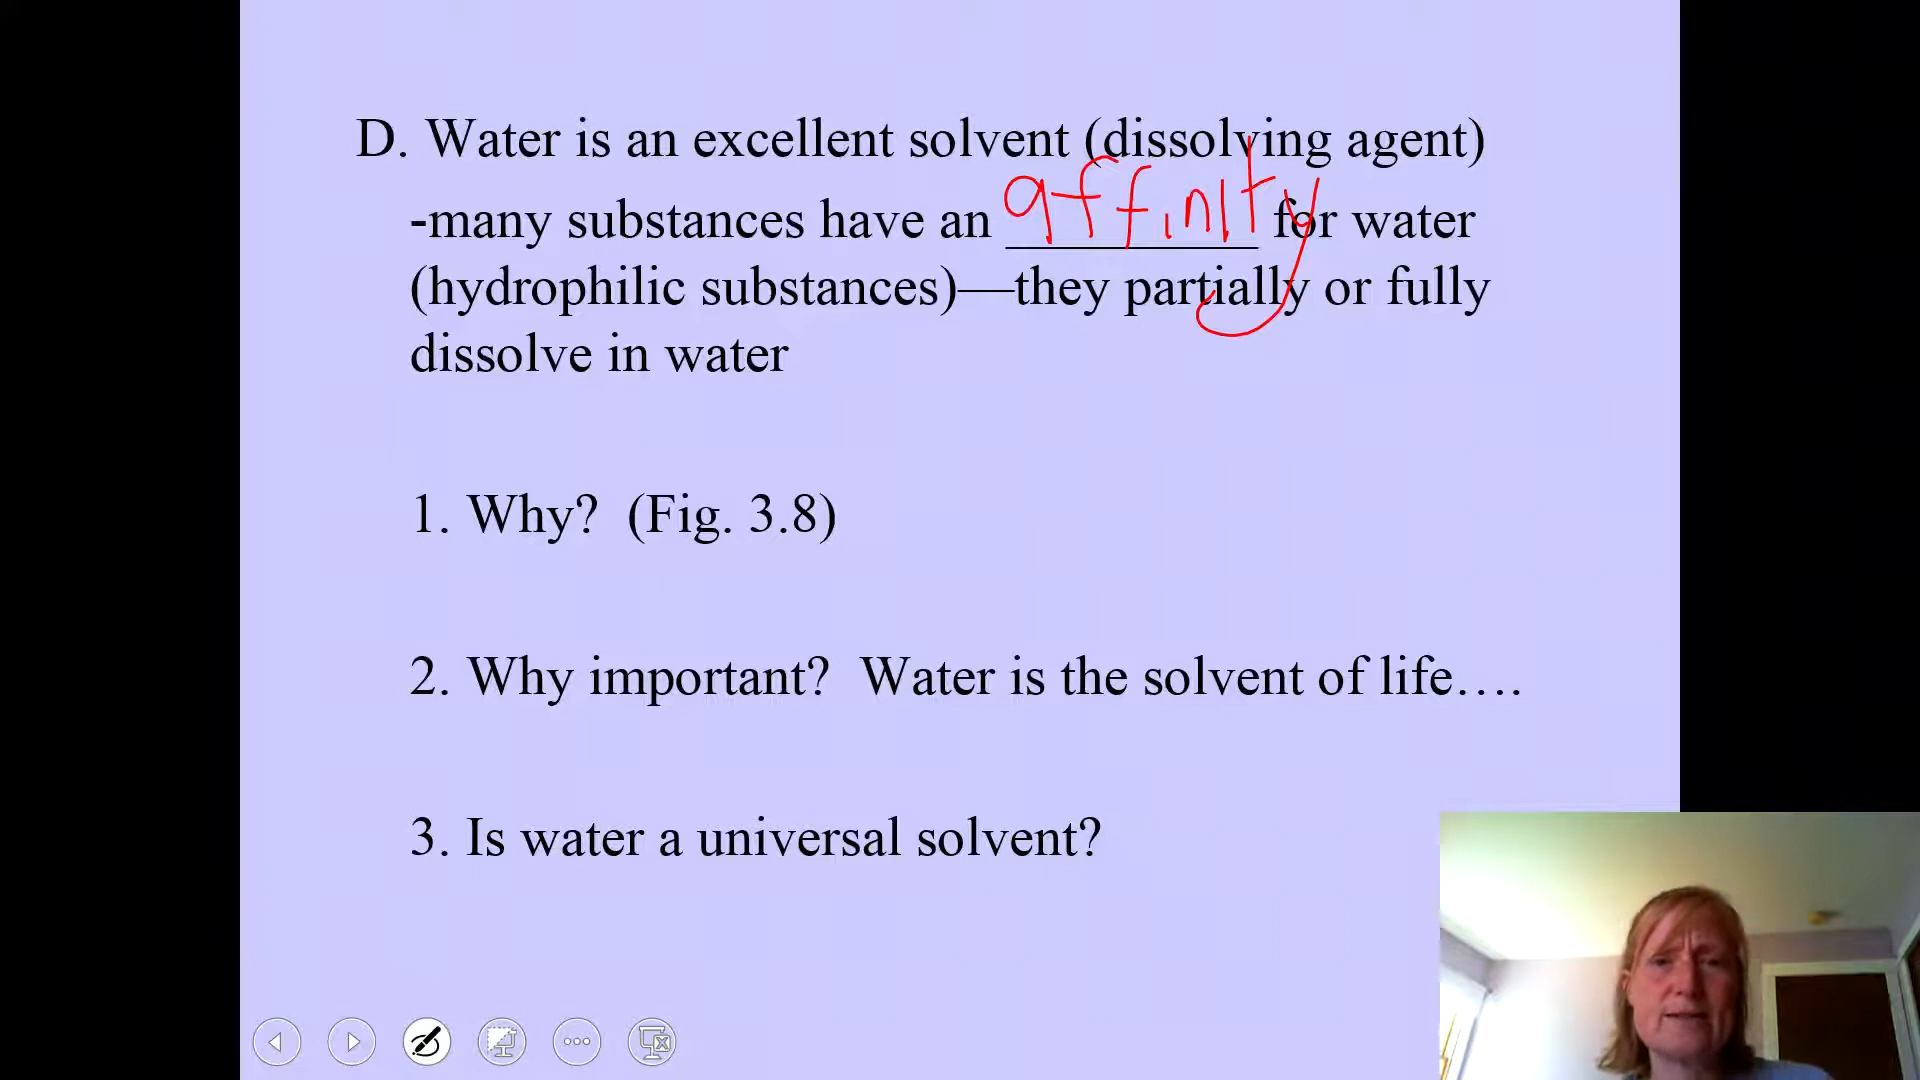 D. Water is an excellent solvent (dissolving agent)
-many substances have an affinity for water
(hydrophilic substances)—they partially or fully
dissolve in water
1. Why? (Fig. 3.8)
2. Why important? Water is the solvent of life….
3. Is water a universal solvent?